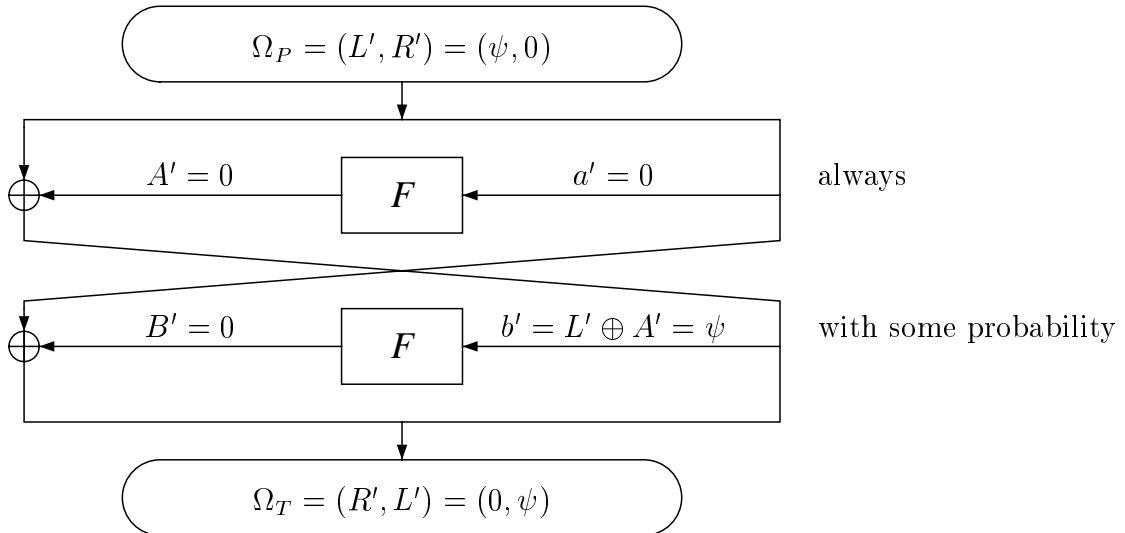 Ω_P = (L′, R′) = (ψ, 0)
A′ = 0
F
a′ = 0
always
B′ = 0
F
b′ = L′ ⊕ A′ = ψ
with some probability
Ω_T = (R′, L′) = (0, ψ)